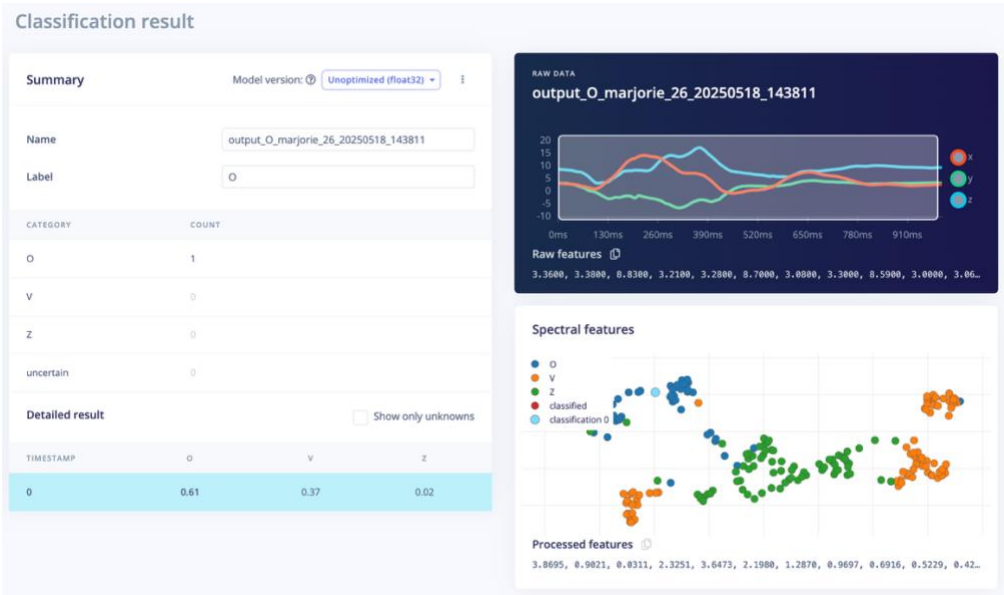 Classification result
Summary
Model version: Unoptimized (float32)
Name
output_O_marjorie_26_20250518_143811
Label
O
CATEGORY COUNT
O 1
V 0
Z 0
uncertain 0
Detailed result
Show only unknowns
TIMESTAMP O V Z
0 0.61 0.37 0.02
RAW DATA
output_O_marjorie_26_20250518_143811
20
15
10
5
0
-5
-10
x
y
z
0ms 130ms 260ms 390ms 520ms 650ms 780ms 910ms
Raw features
3.3600, 3.3800, 8.8300, 3.2100, 3.2800, 8.7000, 3.0800, 3.3000, 8.5900, 3.0000, 3.06…
Spectral features
O
V
Z
classified
classification 0
Processed features
3.8695, 0.9021, 0.0311, 2.3251, 3.6473, 2.1980, 1.2870, 0.9697, 0.6916, 0.5229, 0.42…